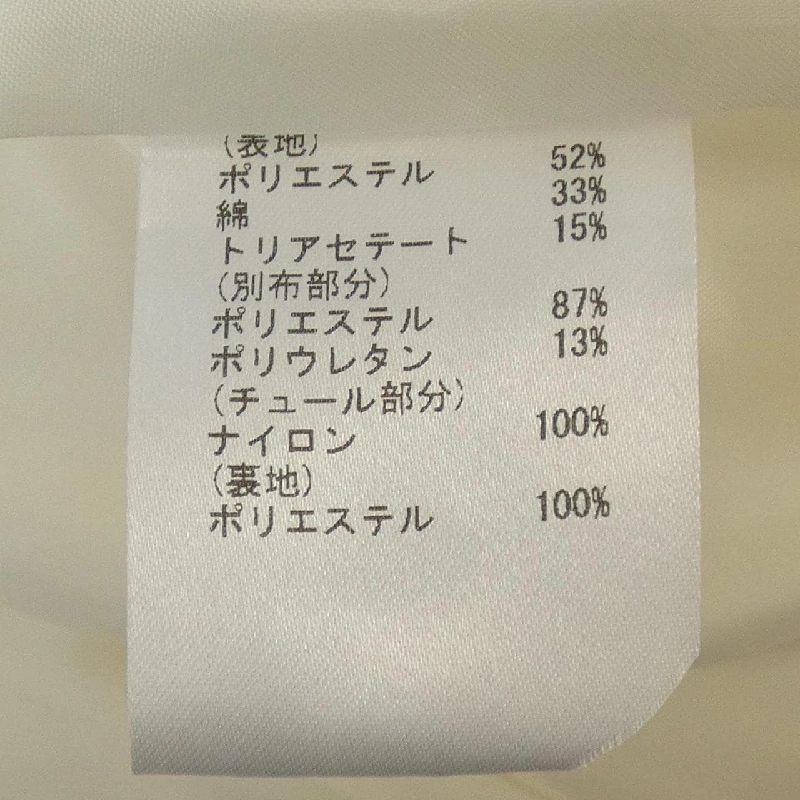 (表地)
ポリエステル 52%
綿 33%
トリアセテート 15%
(別布部分)
ポリエステル 87%
ポリウレタン 13%
(チュール部分)
ナイロン 100%
(裏地)
ポリエステル 100%